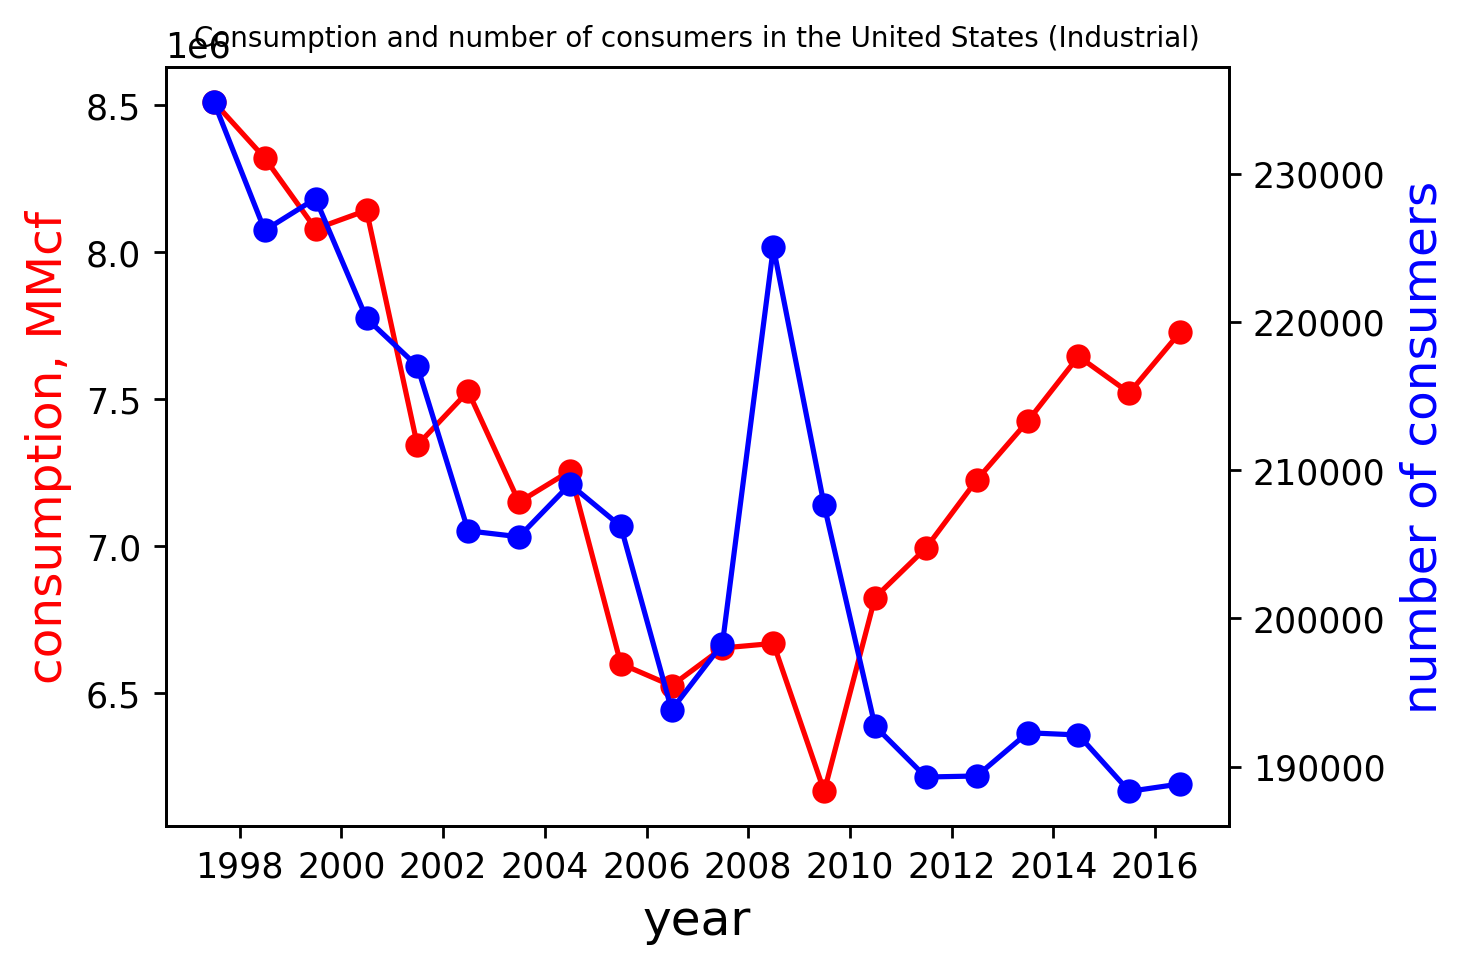 Consumption and number of consumers in the United States (Industrial)
1e6
8.5
8.0
7.5
7.0
6.5
consumption, MMcf
230000
220000
210000
200000
190000
number of consumers
1998 2000 2002 2004 2006 2008 2010 2012 2014 2016
year